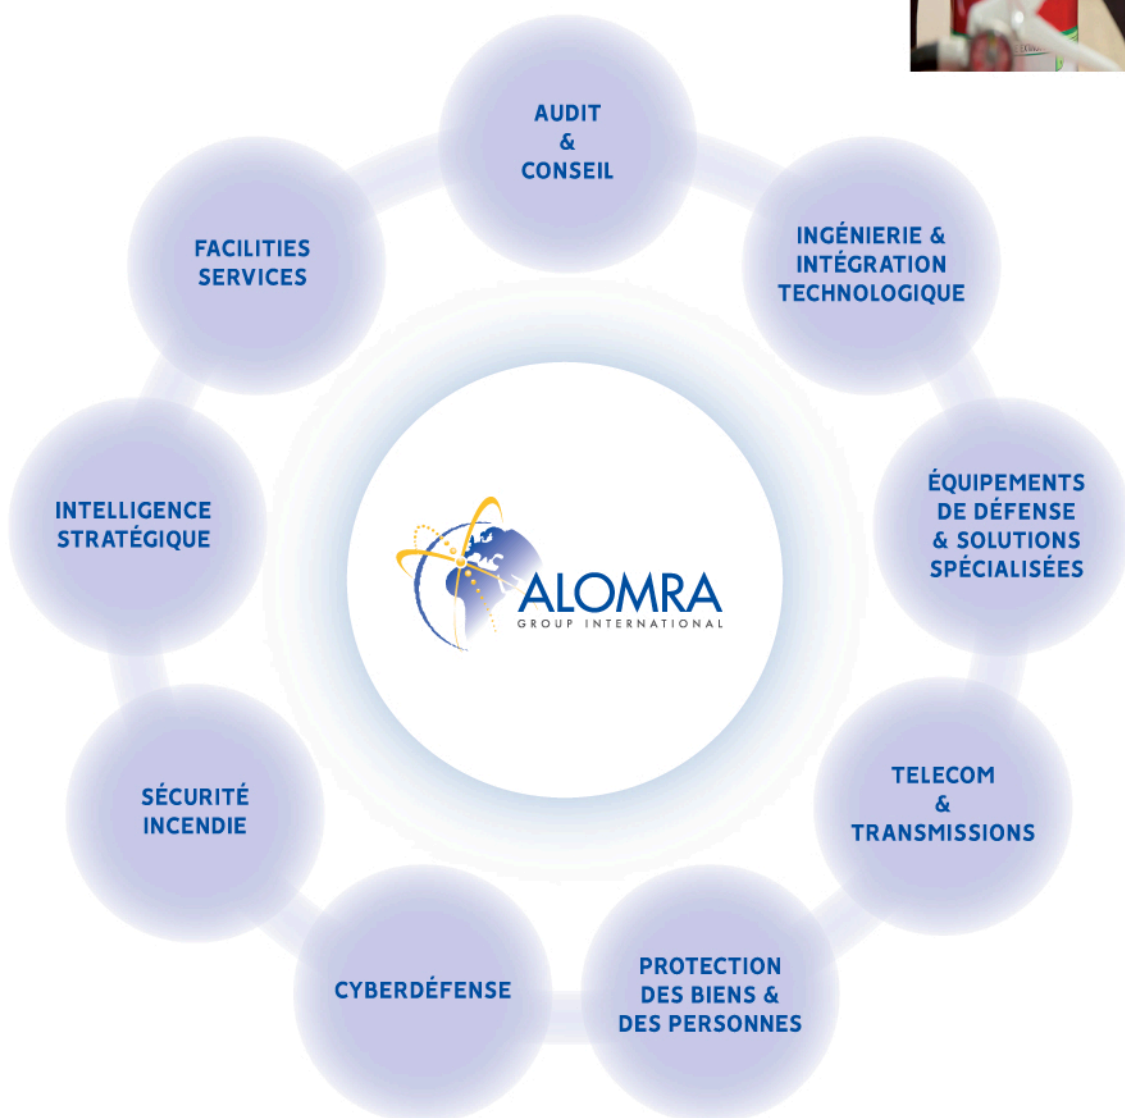 AUDIT
&
CONSEIL
INGÉNIERIE &
INTÉGRATION
TECHNOLOGIQUE
ÉQUIPEMENTS
DE DÉFENSE
& SOLUTIONS
SPÉCIALISÉES
TELECOM
&
TRANSMISSIONS
PROTECTION
DES BIENS &
DES PERSONNES
CYBERDÉFENSE
SÉCURITÉ
INCENDIE
INTELLIGENCE
STRATÉGIQUE
FACILITIES
SERVICES
ALOMRA
GROUP INTERNATIONAL